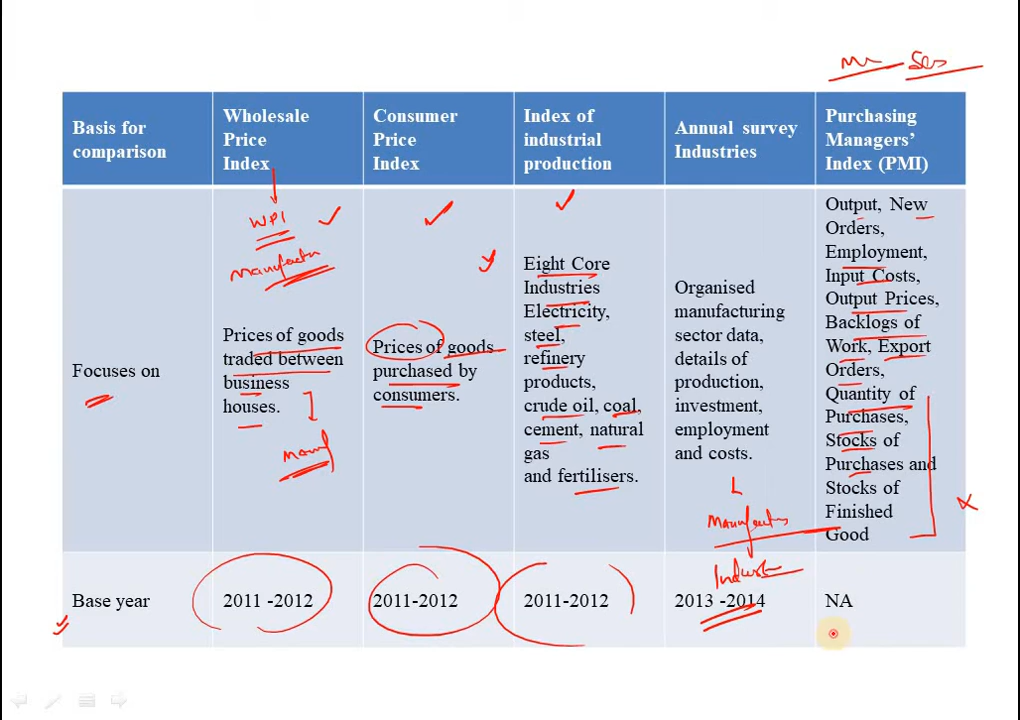 Basis for
comparison
Wholesale
Price
Index
Consumer
Price
Index
Index of
industrial
production
Annual survey
Industries
Purchasing
Managers’
Index (PMI)
Focuses on
WPI
Prices of goods
traded between
business
houses.
Prices of goods
purchased by
consumers.
Eight Core
Industries
Electricity,
steel,
refinery
products,
crude oil, coal,
cement, natural
gas
and fertilisers.
Organised
manufacturing
sector data,
details of
production,
investment,
employment
and costs.
Output, New
Orders,
Employment,
Input Costs,
Output Prices,
Backlogs of
Work, Export
Orders,
Quantity of
Purchases,
Stocks of
Purchases and
Stocks of
Finished
Good
Base year
2011 -2012
2011-2012
2011-2012
2013 -2014
NA